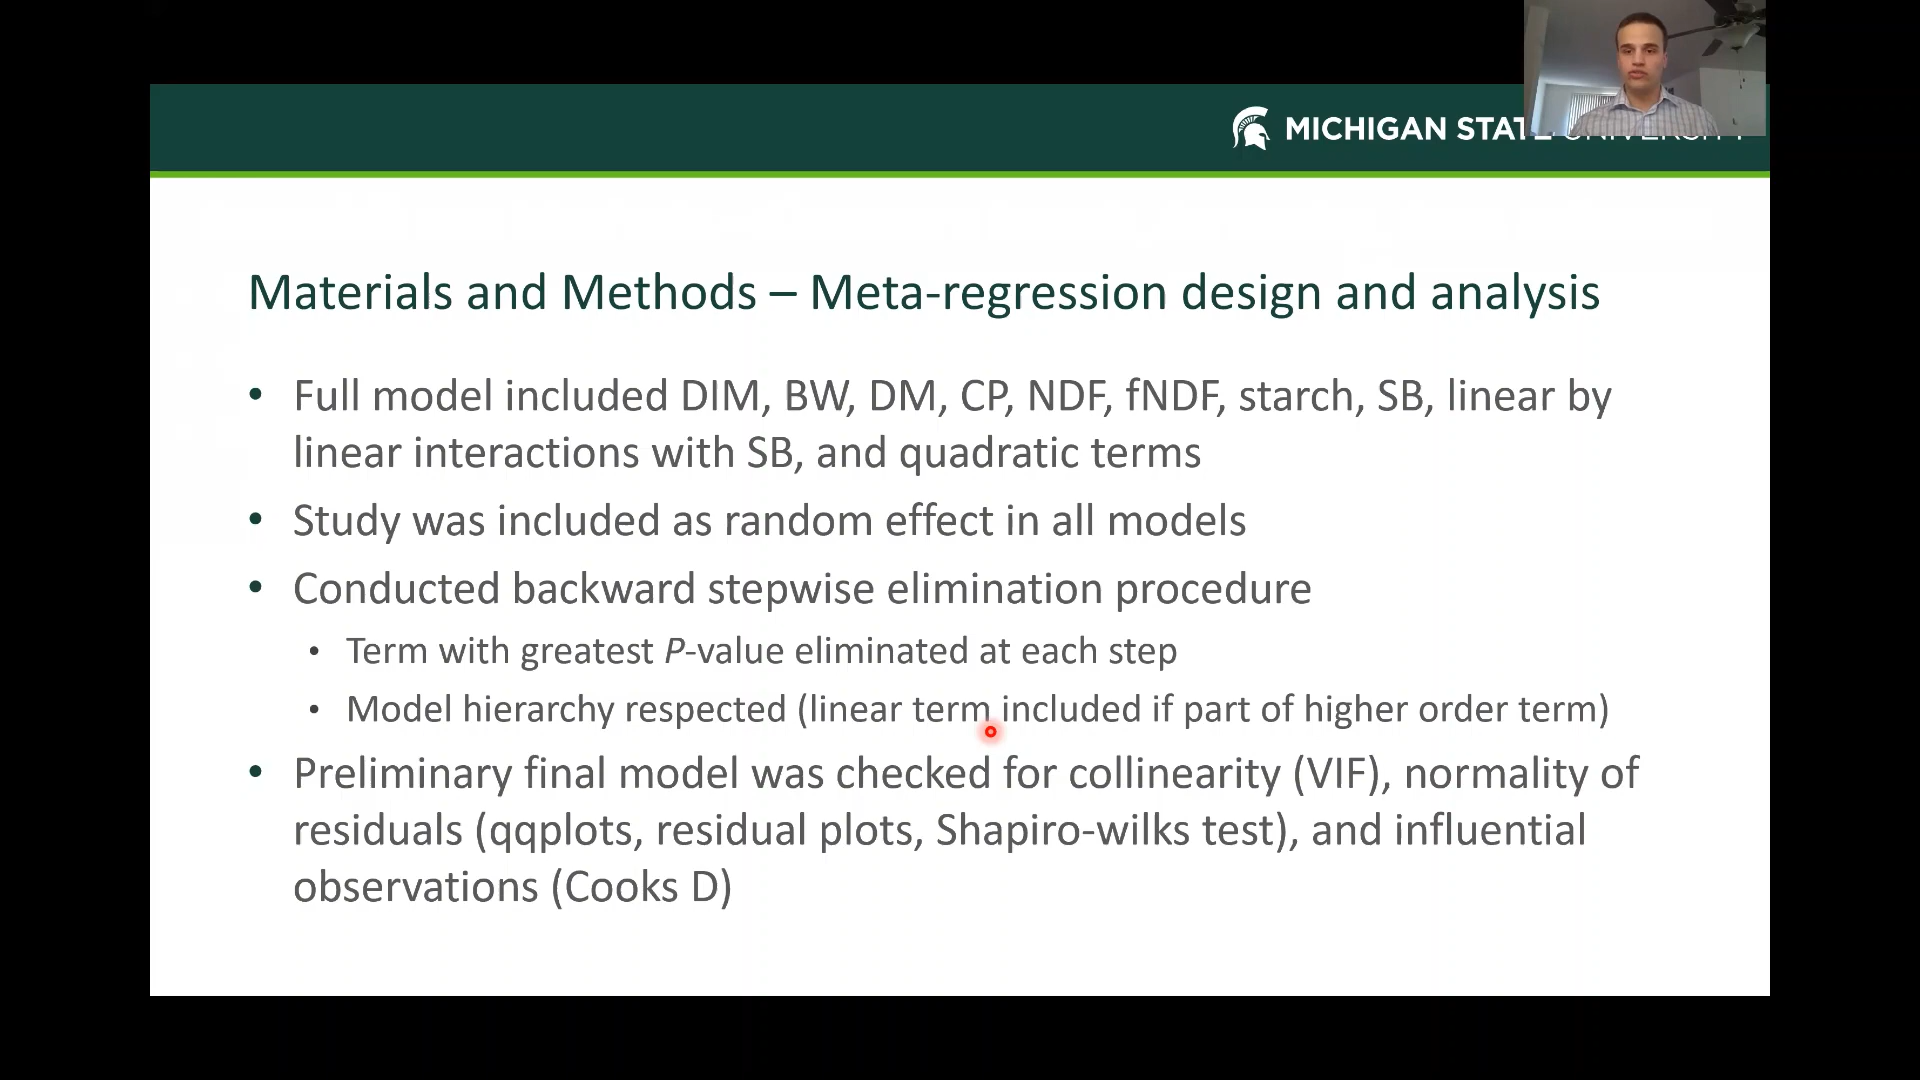 MICHIGAN STATE UNIVERSITY
Materials and Methods – Meta-regression design and analysis
• Full model included DIM, BW, DM, CP, NDF, fNDF, starch, SB, linear by
linear interactions with SB, and quadratic terms
• Study was included as random effect in all models
• Conducted backward stepwise elimination procedure
• Term with greatest P-value eliminated at each step
• Model hierarchy respected (linear term included if part of higher order term)
• Preliminary final model was checked for collinearity (VIF), normality of
residuals (qqplots, residual plots, Shapiro-wilks test), and influential
observations (Cooks D)